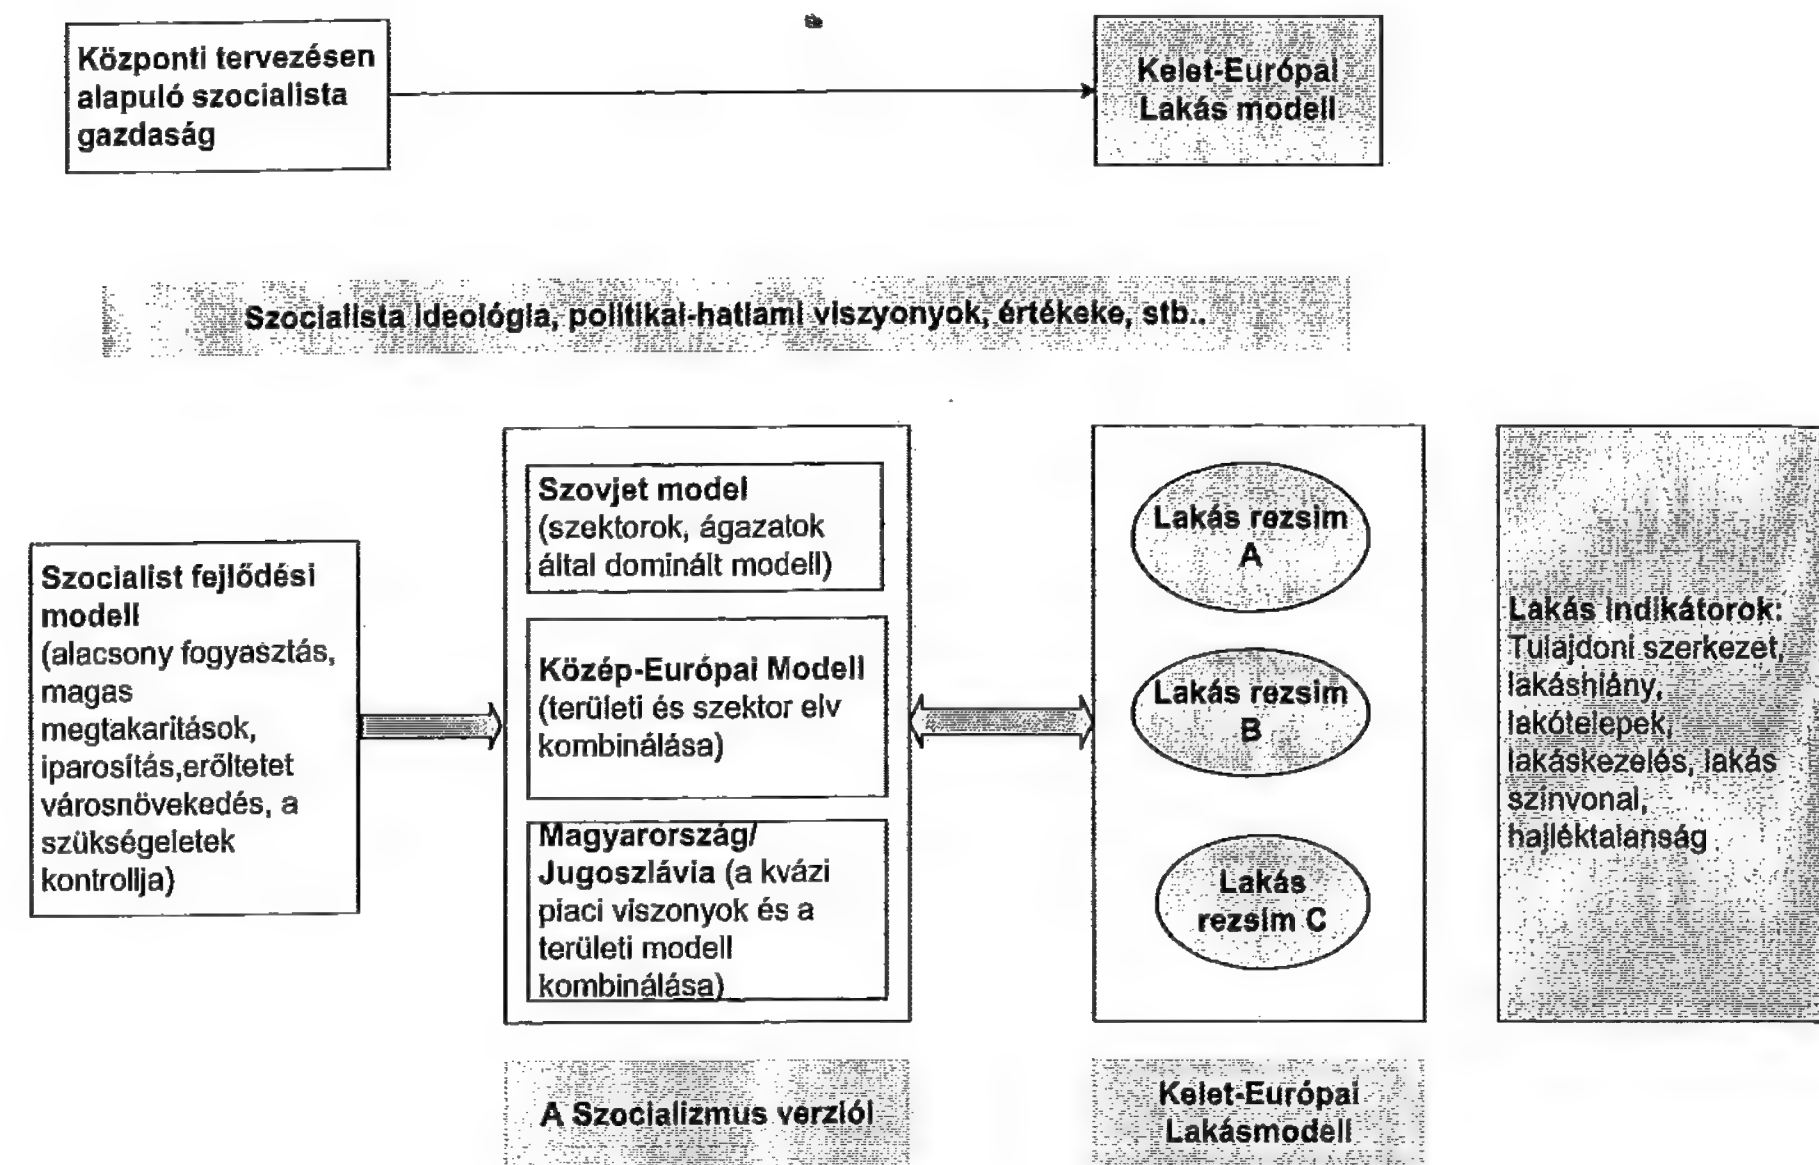 Központi tervezésen
alapuló szocialista
gazdaság
Kelet-Európai
Lakás modell
Szocialista ideológia, politikai-hatlami viszyonyok, értékeke, stb..
Szocialist fejlődési
modell
(alacsony fogyasztás,
magas
megtakarítások,
iparosítás,erőltetet
városnövekedés, a
szükségeletek
kontrollja)
Szovjet model
(szektorok, ágazatok
által dominált modell)
Közép-Európai Modell
(területi és szektor elv
kombinálása)
Magyarország/
Jugoszlávia (a kvázi
piaci viszonyok és a
területi modell
kombinálása)
A Szocializmus verziói
Lakás rezsim
A
Lakás rezsim
B
Lakás
rezsim C
Kelet-Európai
Lakásmodell
Lakás indikátorok:
Tulajdoni szerkezet,
lakáshiány,
lakótelepek,
lakáskezelés, lakás
színvonal,
hajléktalanság